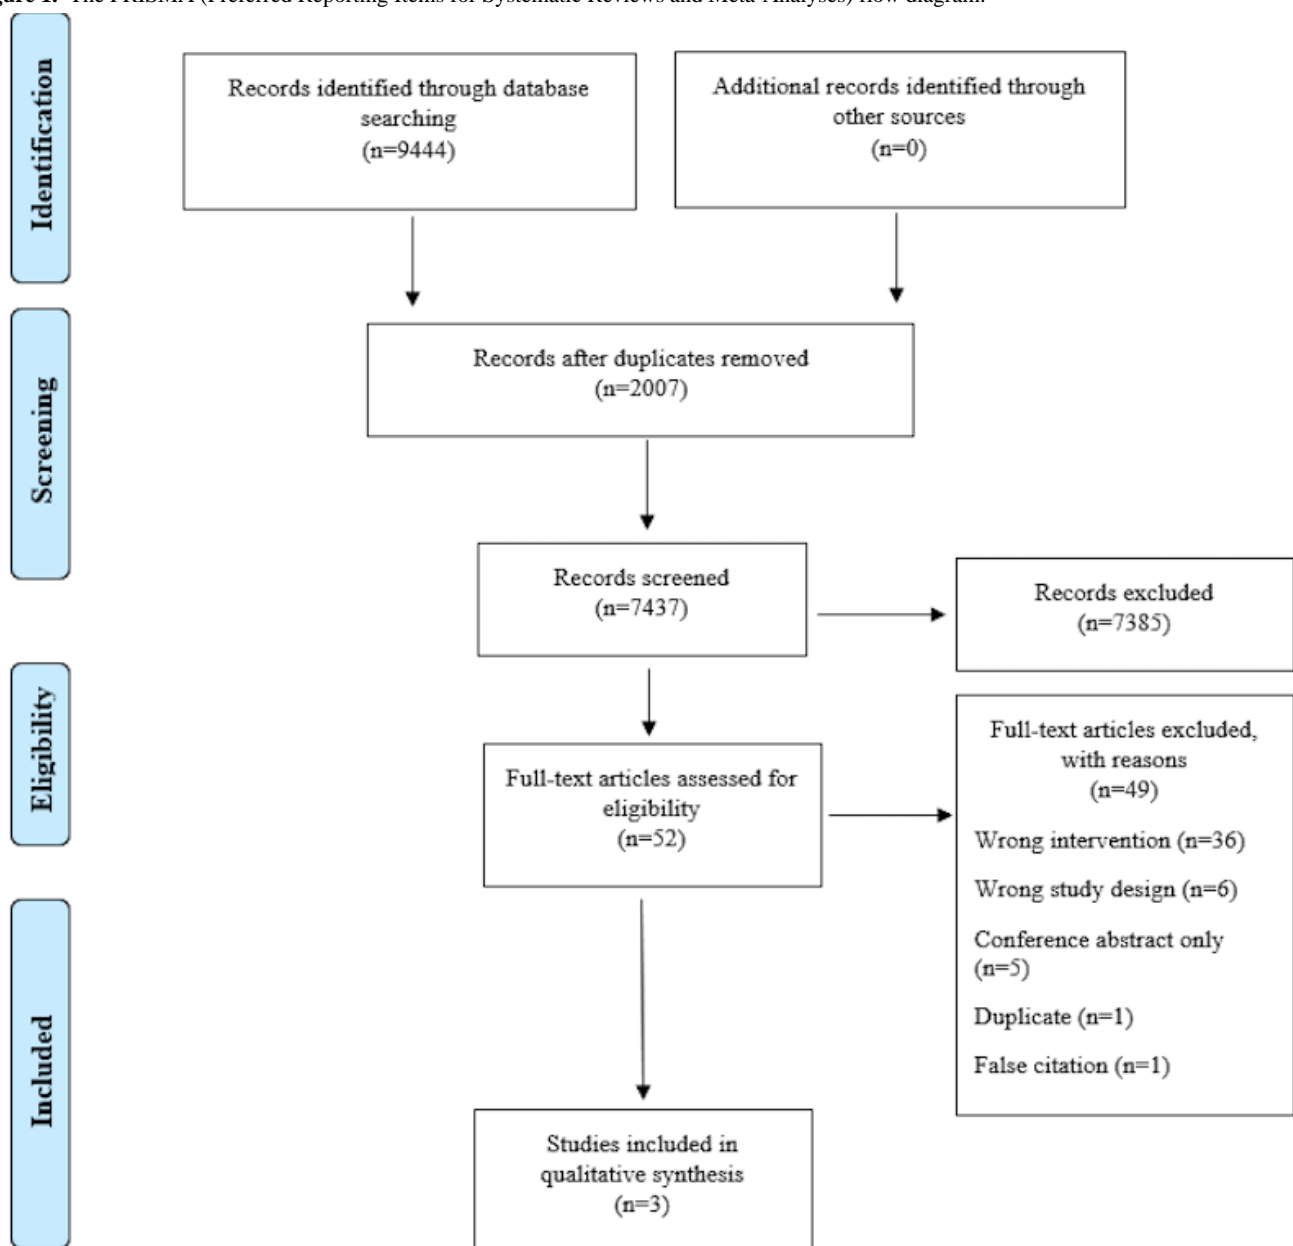 Identification
Records identified through database
searching
(n=9444)
Additional records identified through
other sources
(n=0)
Screening
Records after duplicates removed
(n=2007)
Records screened
(n=7437)
Records excluded
(n=7385)
Eligibility
Full-text articles assessed for
eligibility
(n=52)
Full-text articles excluded,
with reasons
(n=49)
Wrong intervention (n=36)
Wrong study design (n=6)
Conference abstract only
(n=5)
Duplicate (n=1)
False citation (n=1)
Included
Studies included in
qualitative synthesis
(n=3)